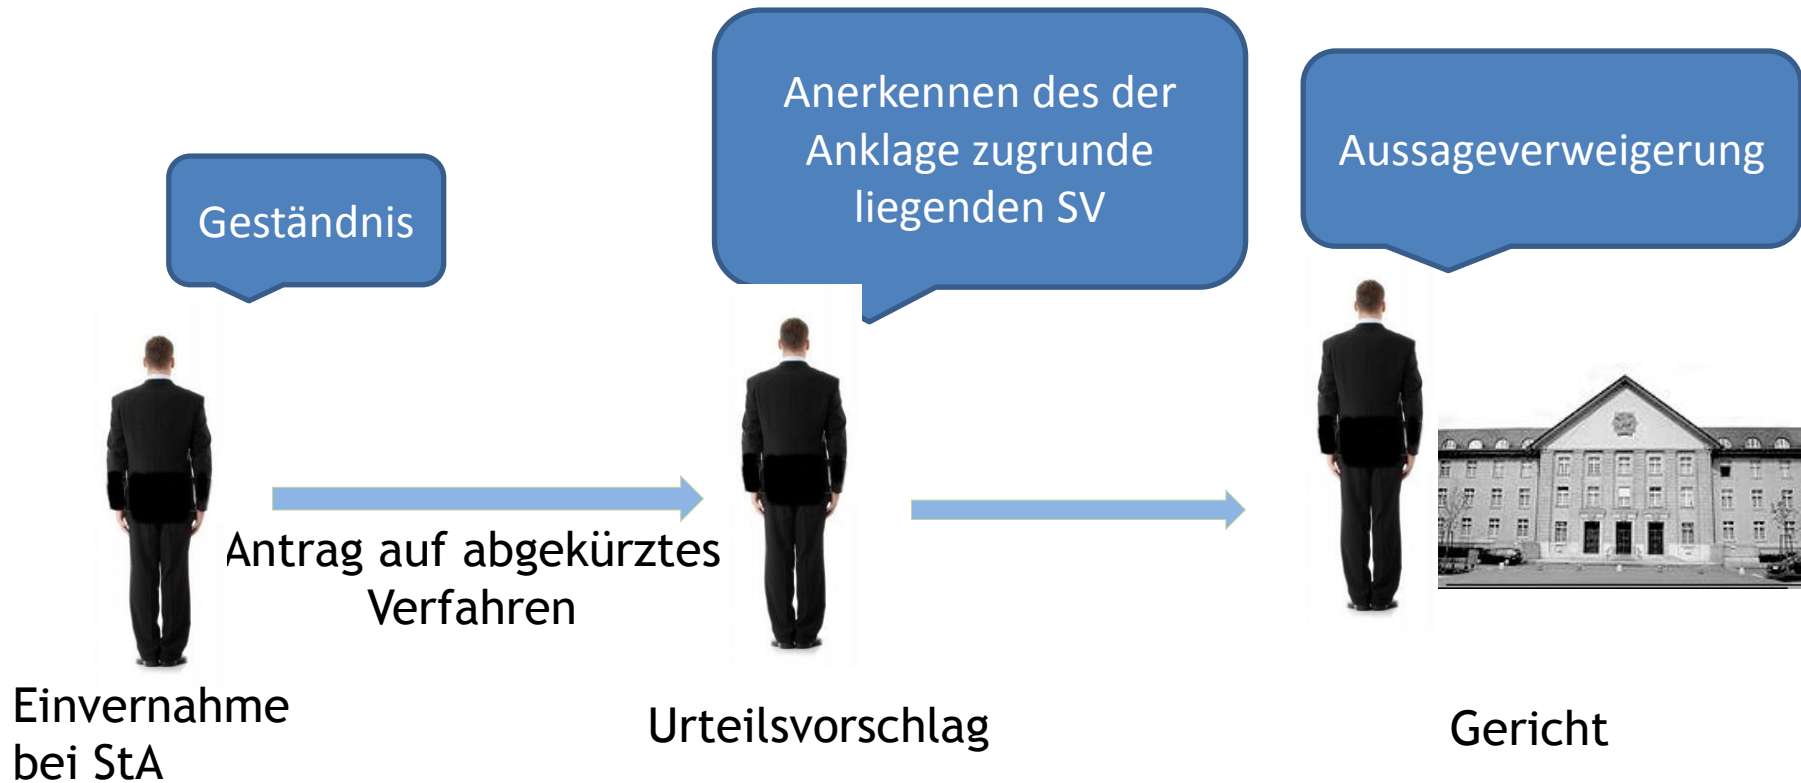 Geständnis
Anerkennen des der
Anklage zugrunde
liegenden SV
Aussageverweigerung
Antrag auf abgekürztes
Verfahren
Einvernahme
bei StA
Urteilsvorschlag
Gericht